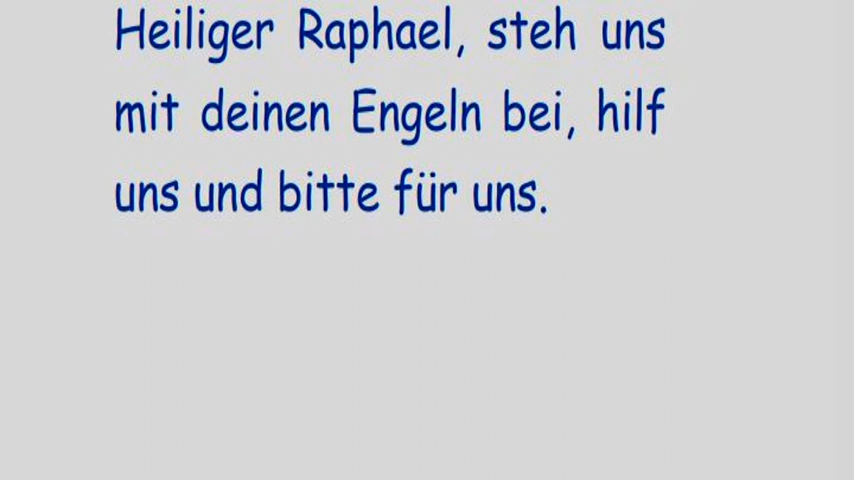 Heiliger Raphael, steh uns
mit deinen Engeln bei, hilf
uns und bitte für uns.